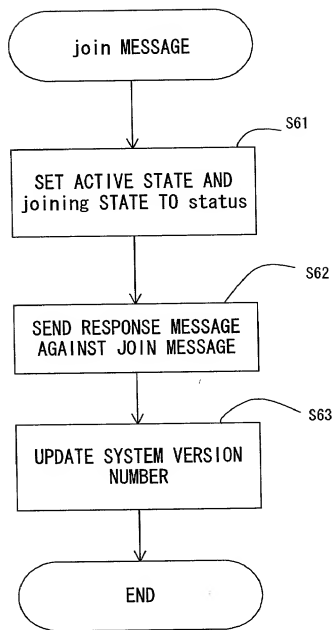 join MESSAGE
S61
SET ACTIVE STATE AND
joining STATE TO status
S62
SEND RESPONSE MESSAGE
AGAINST JOIN MESSAGE
S63
UPDATE SYSTEM VERSION
NUMBER
END